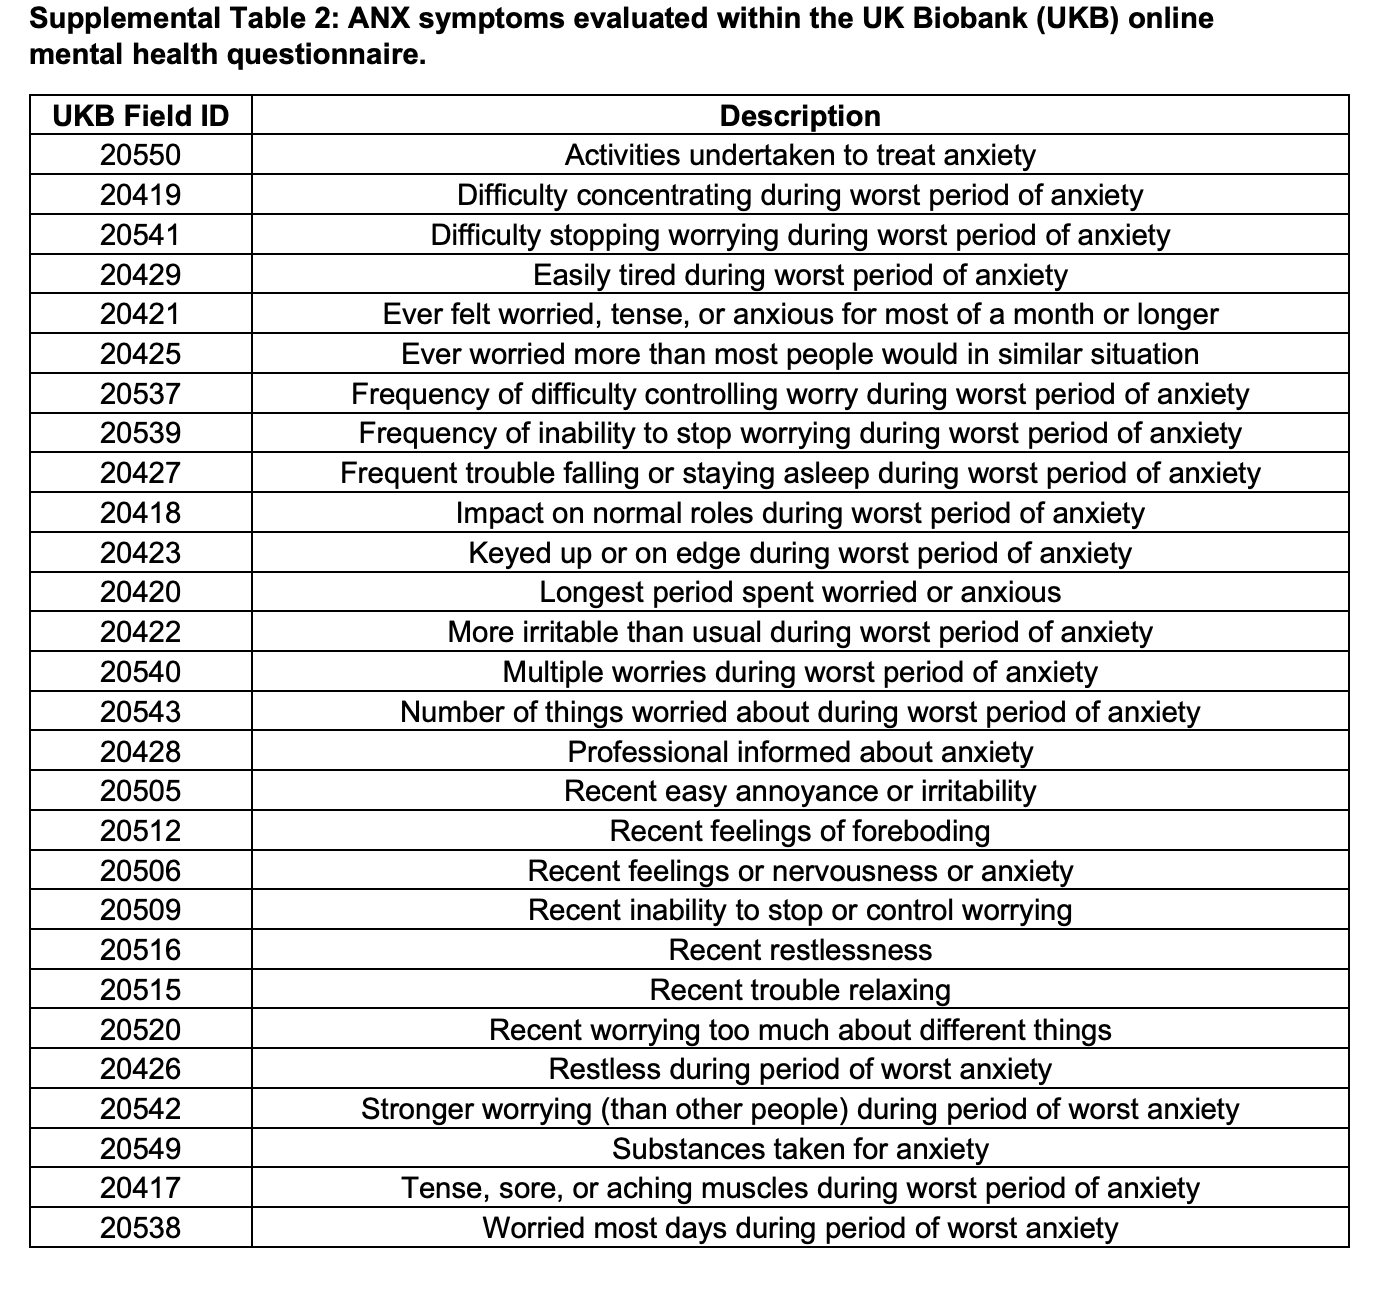 Supplemental Table 2: ANX symptoms evaluated within the UK Biobank (UKB) online
mental health questionnaire.
UKB Field ID Description
20550 Activities undertaken to treat anxiety
20419 Difficulty concentrating during worst period of anxiety
20541 Difficulty stopping worrying during worst period of anxiety
20429 Easily tired during worst period of anxiety
20421 Ever felt worried, tense, or anxious for most of a month or longer
20425 Ever worried more than most people would in similar situation
20537 Frequency of difficulty controlling worry during worst period of anxiety
20539 Frequency of inability to stop worrying during worst period of anxiety
20427 Frequent trouble falling or staying asleep during worst period of anxiety
20418 Impact on normal roles during worst period of anxiety
20423 Keyed up or on edge during worst period of anxiety
20420 Longest period spent worried or anxious
20422 More irritable than usual during worst period of anxiety
20540 Multiple worries during worst period of anxiety
20543 Number of things worried about during worst period of anxiety
20428 Professional informed about anxiety
20505 Recent easy annoyance or irritability
20512 Recent feelings of foreboding
20506 Recent feelings or nervousness or anxiety
20509 Recent inability to stop or control worrying
20516 Recent restlessness
20515 Recent trouble relaxing
20520 Recent worrying too much about different things
20426 Restless during period of worst anxiety
20542 Stronger worrying (than other people) during period of worst anxiety
20549 Substances taken for anxiety
20417 Tense, sore, or aching muscles during worst period of anxiety
20538 Worried most days during period of worst anxiety